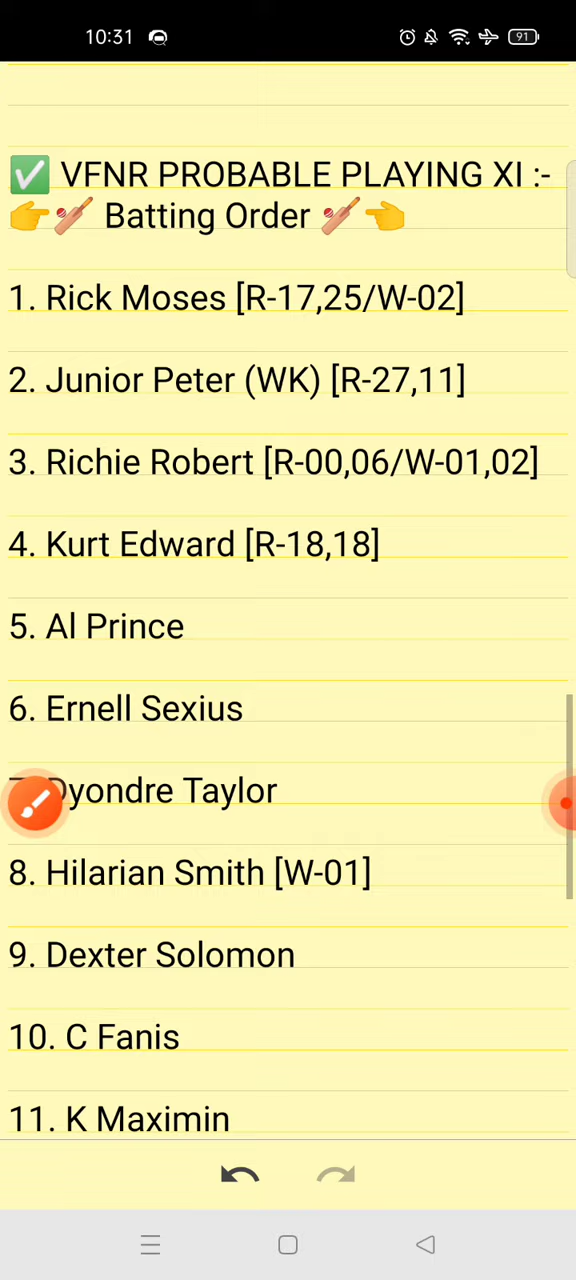 10:31
91
✅ VFNR PROBABLE PLAYING XI :-
👉🏏 Batting Order 🏏👈
1. Rick Moses [R-17,25/W-02]
2. Junior Peter (WK) [R-27,11]
3. Richie Robert [R-00,06/W-01,02]
4. Kurt Edward [R-18,18]
5. Al Prince
6. Ernell Sexius
Dyondre Taylor
8. Hilarian Smith [W-01]
9. Dexter Solomon
10. C Fanis
11. K Maximin